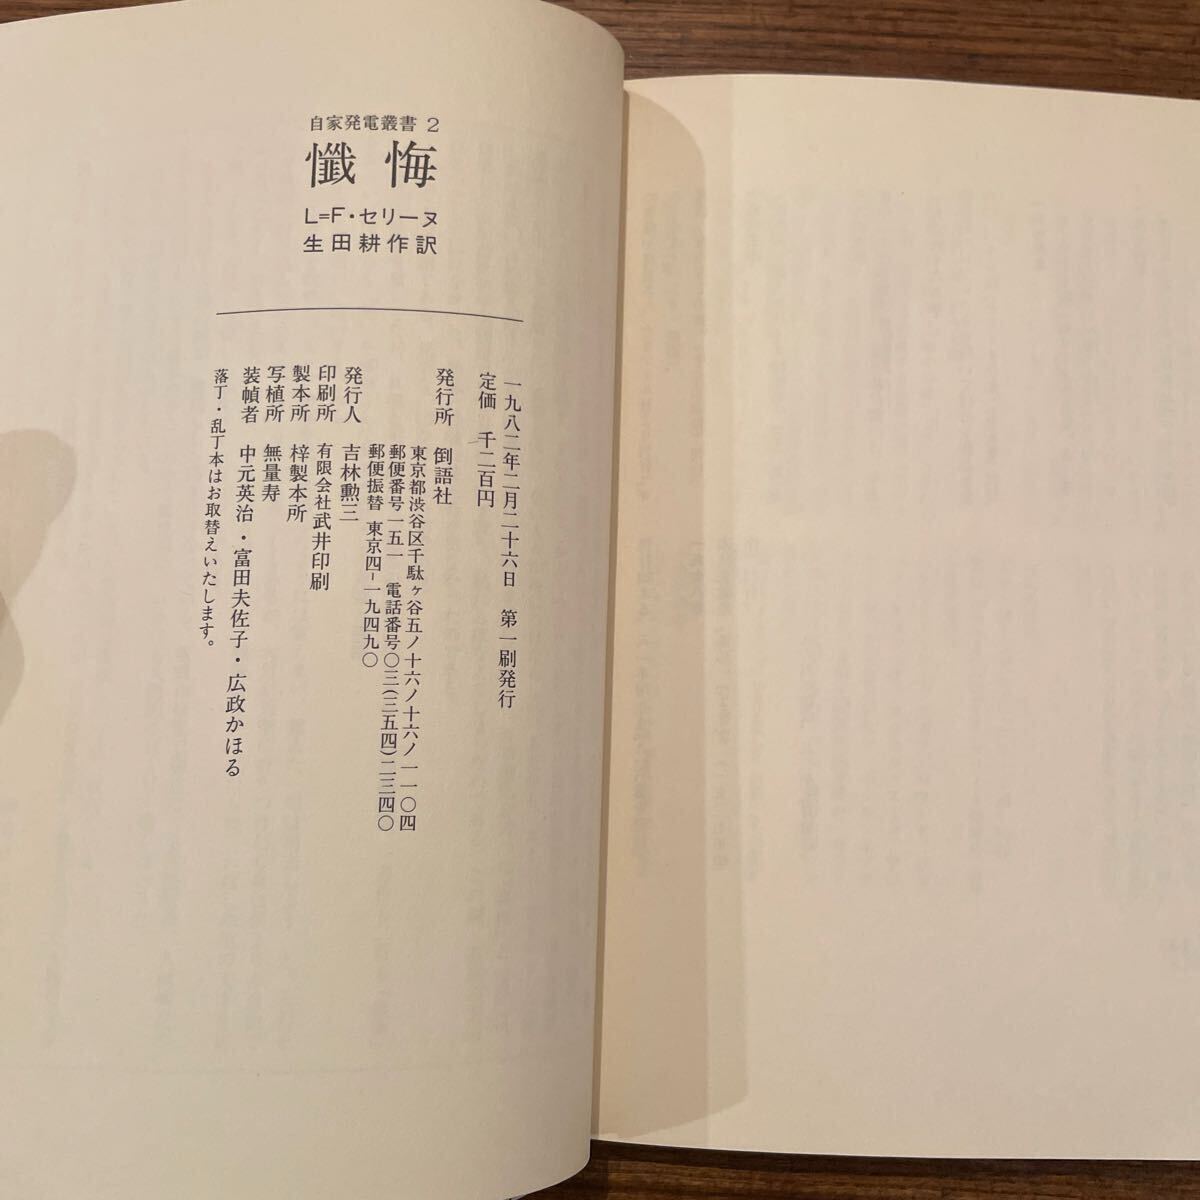 自家発電叢書 2
懺悔
L=F・セリーヌ
生田耕作訳
一九八二年二月二十六日 第一刷発行
定価 千二百円
発行所 倒語社
東京都渋谷区千駄ヶ谷五ノ十六ノ十六ノ一一〇四
郵便番号一五一 電話番号〇三(三五四)二三四〇
郵便振替 東京四-一九四九〇
発行人 吉林勲三
印刷所 有限会社武井印刷
製本所 梓製本所
写植所 無量寿
装幀者 中元英治・富田夫佐子・広政かほる
落丁・乱丁本はお取替えいたします。